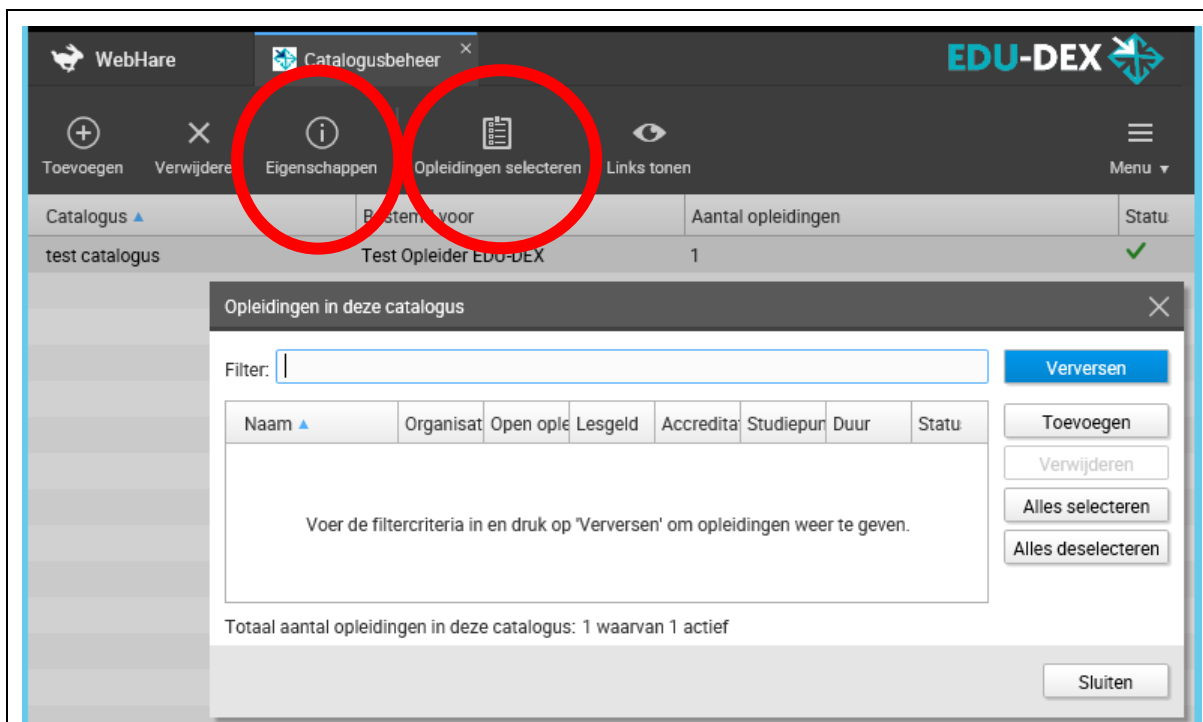 WebHare Catalogusbeheer EDU-DEX
Toevoegen Verwijdere Eigenschappen Opleidingen selecteren Links tonen Menu
Catalogus Bestemd voor Aantal opleidingen Statu
test catalogus Test Opleider EDU-DEX 1
Opleidingen in deze catalogus
Filter: Verversen
Naam Organisat Open ople Lesgeld Accredita Studiepun Duur Statu
Toevoegen
Verwijderen
Voer de filtercriteria in en druk op 'Verversen' om opleidingen weer te geven.
Alles selecteren
Alles deselecteren
Totaal aantal opleidingen in deze catalogus: 1 waarvan 1 actief
Sluiten